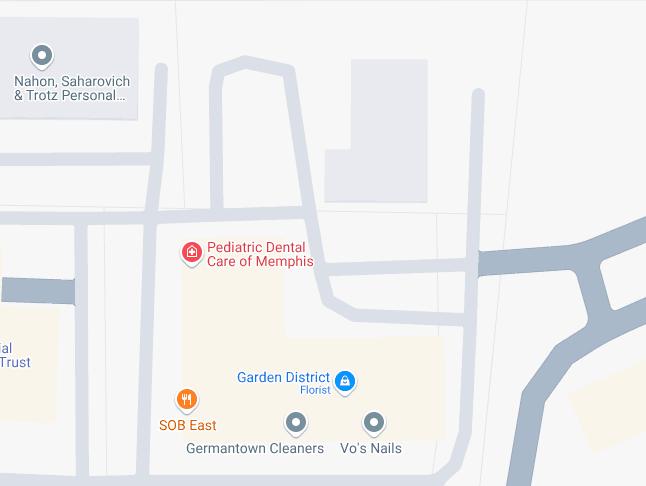 Nahon, Saharovich
& Trotz Personal...
Pediatric Dental
Care of Memphis
ial
Trust
Garden District
Florist
SOB East
Germantown Cleaners
Vo's Nails